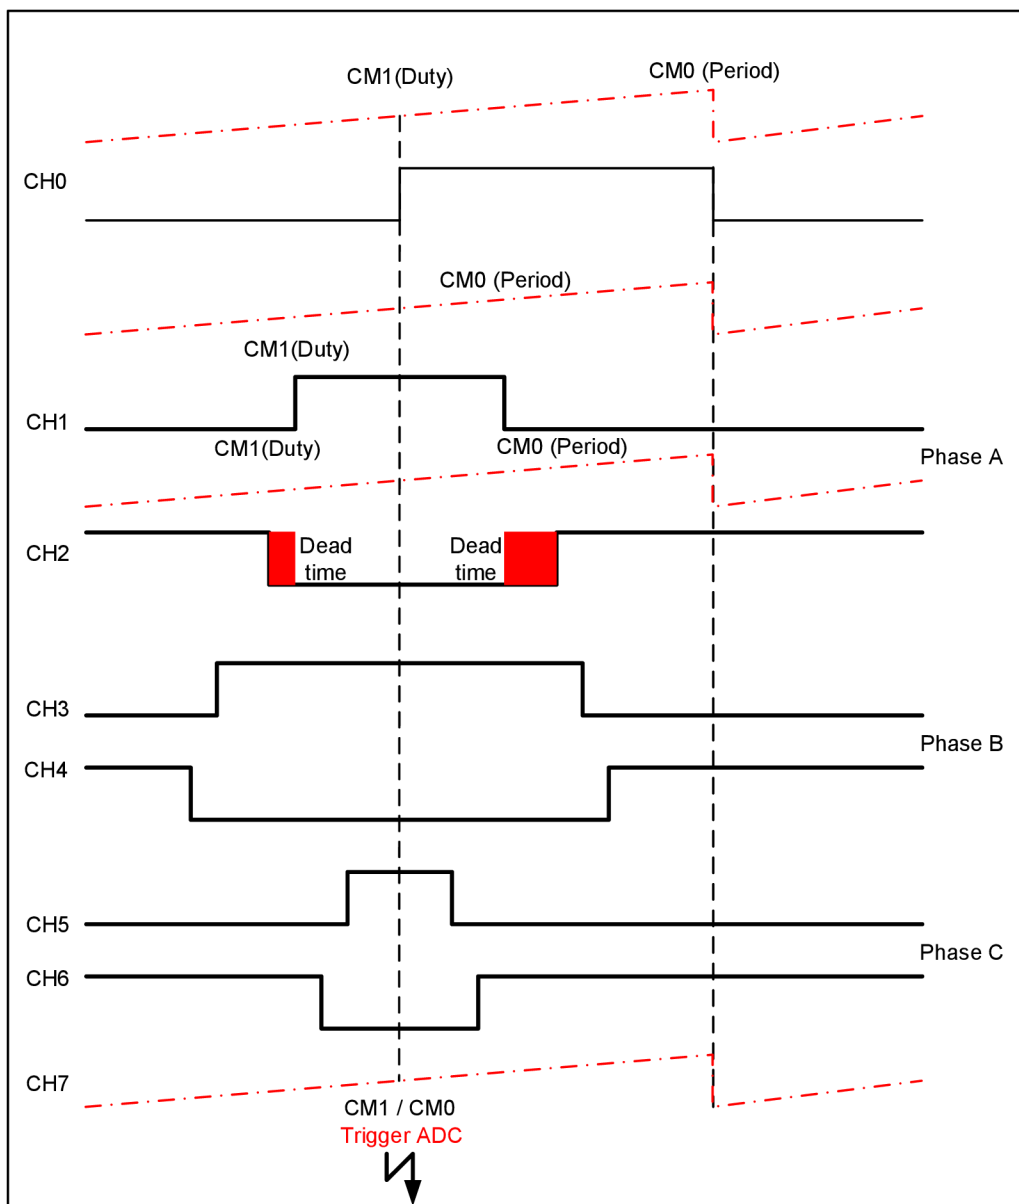 CM1(Duty)
CM0 (Period)
CH0
CM0 (Period)
CM1(Duty)
CH1
CM1(Duty)
CM0 (Period)
Phase A
CH2
Dead
time
Dead
time
CH3
Phase B
CH4
CH5
Phase C
CH6
CH7
CM1 / CM0
Trigger ADC